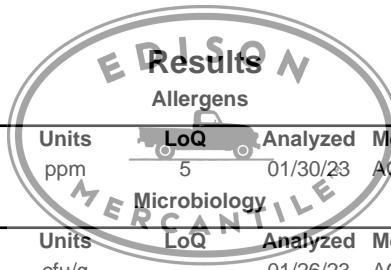 EDISON
Results
Allergens
Units LoQ Analyzed
ppm 5 01/30/23
Microbiology
MERCANTILE
Units LoQ Analyzed
cfu/g 01/26/23